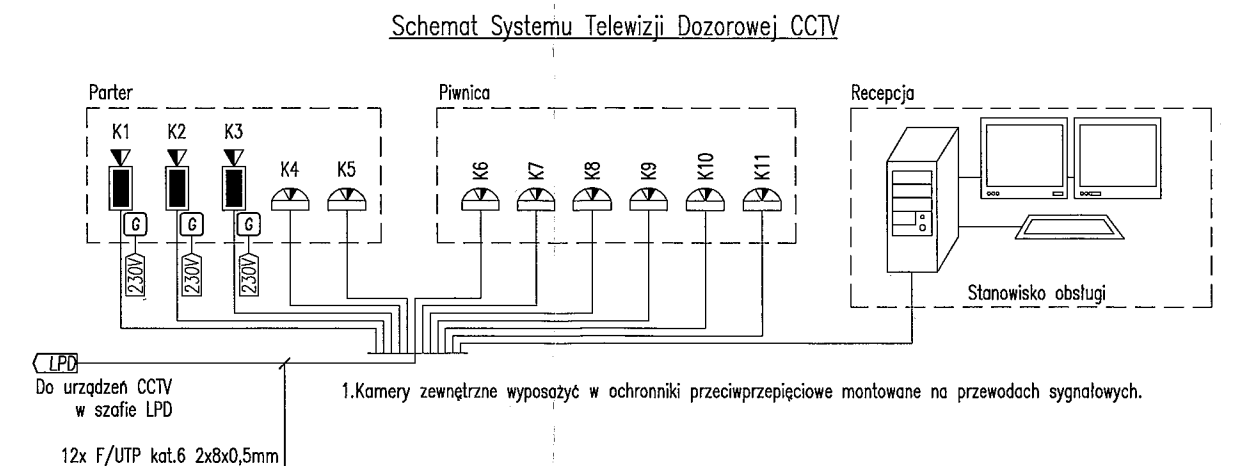 Schemat Systemu Telewizji Dozorowej CCTV
Parter
Piwnica
Recepcja
K1 K2 K3 K4 K5
K6 K7 K8 K9 K10 K11
G G G
230V 230V 230V
Stanowisko obsługi
LPD
Do urządzeń CCTV
w szafie LPD
1.Kamery zewnętrzne wyposażyć w ochronniki przeciwprzepięciowe montowane na przewodach sygnałowych.
12x F/UTP kat.6 2x8x0,5mm